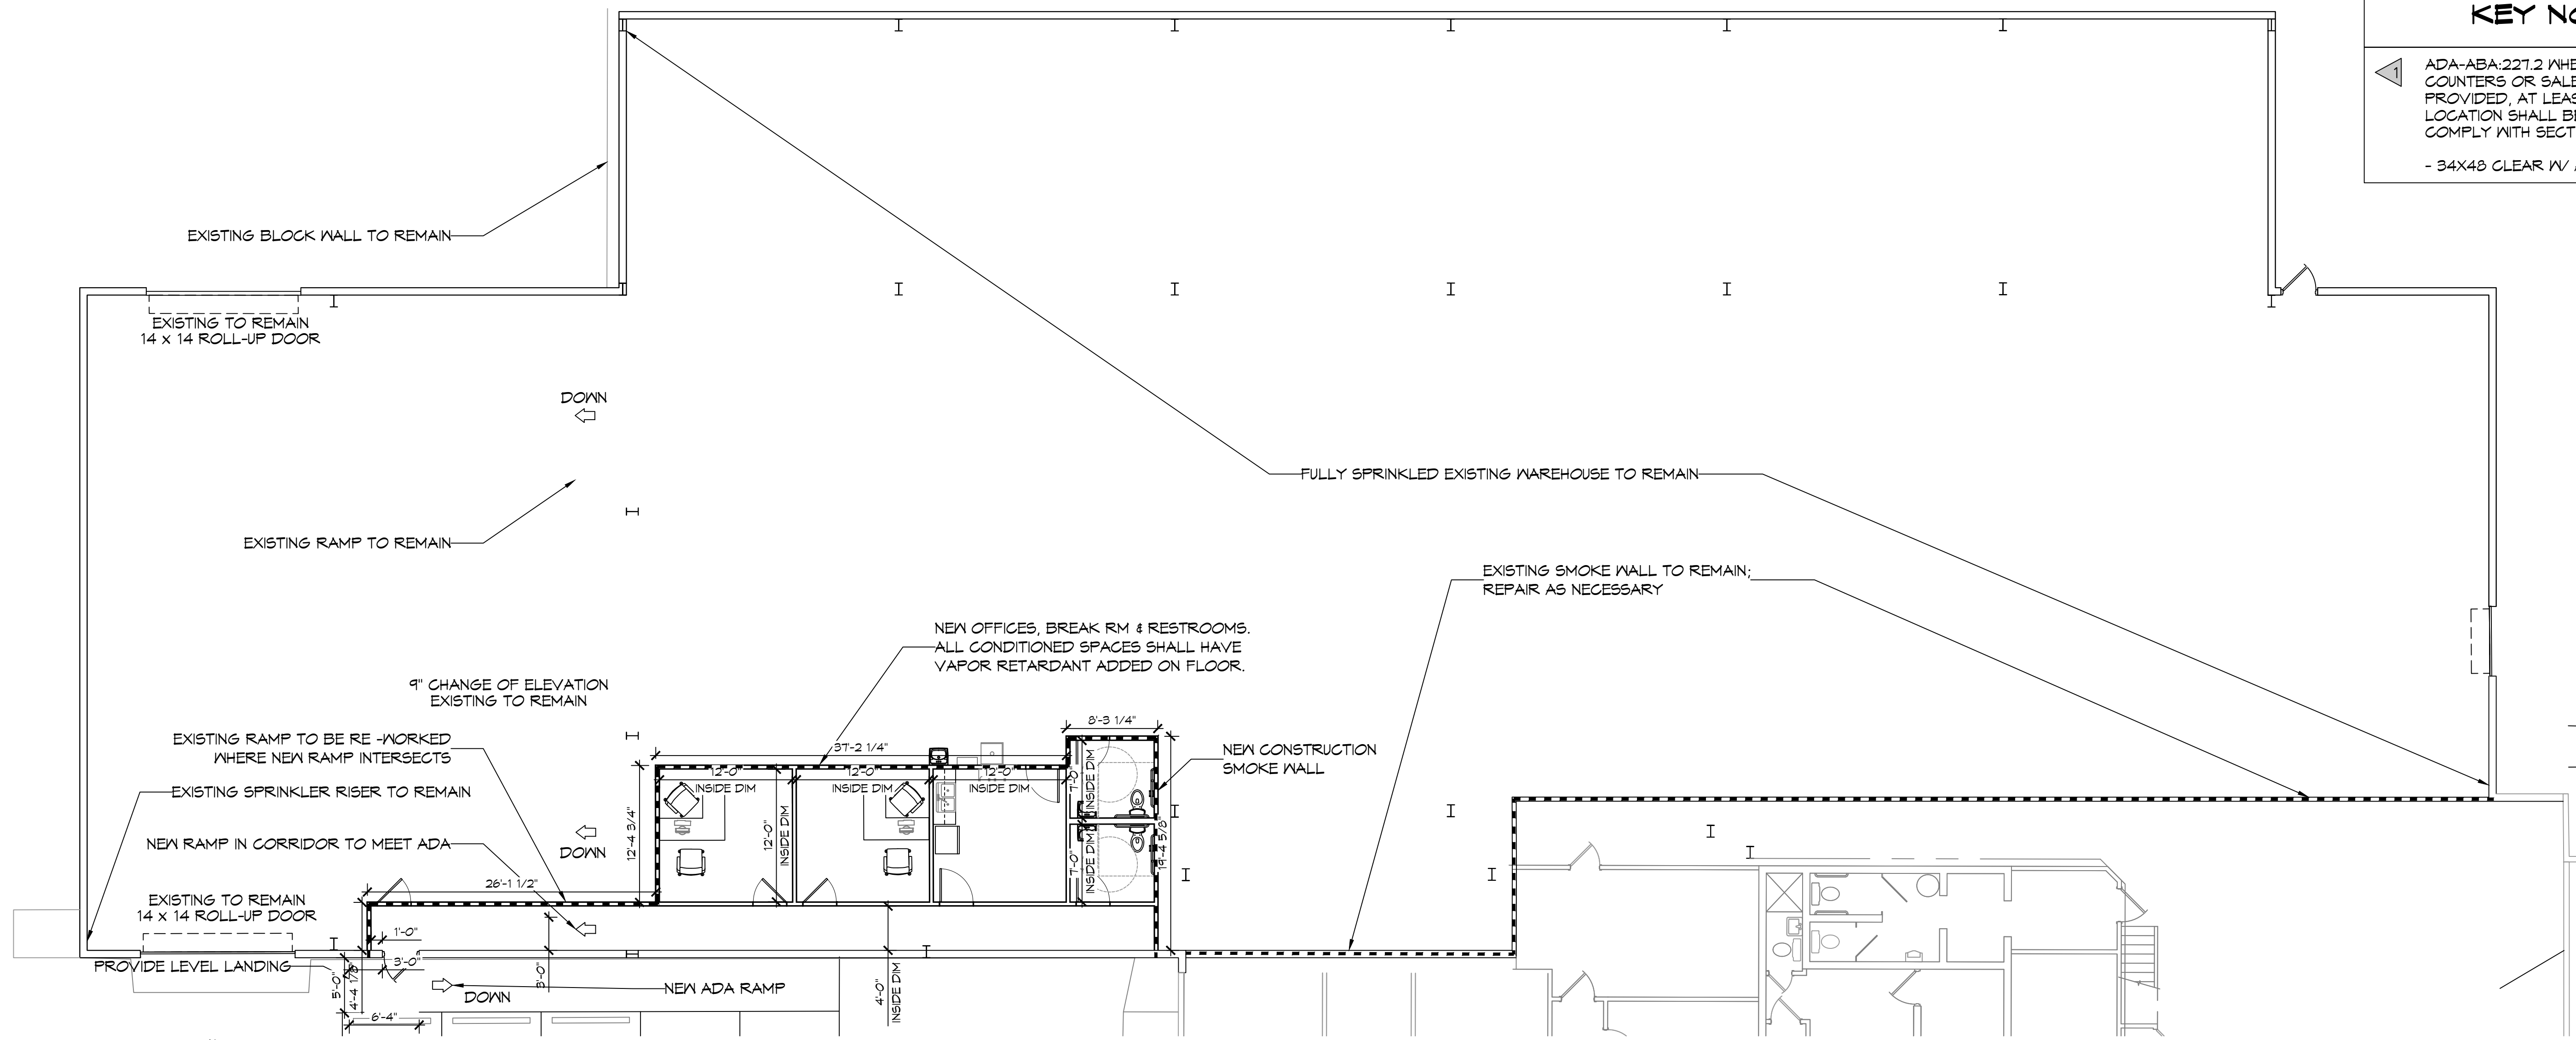 KEY NO
1
ADA-ABA:227.2 WHE
COUNTERS OR SALE
PROVIDED, AT LEAS
LOCATION SHALL BE
COMPLY WITH SECT
- 34X48 CLEAR W/
EXISTING BLOCK WALL TO REMAIN
EXISTING TO REMAIN
14 x 14 ROLL-UP DOOR
DOWN
FULLY SPRINKLED EXISTING WAREHOUSE TO REMAIN
EXISTING RAMP TO REMAIN
EXISTING SMOKE WALL TO REMAIN;
REPAIR AS NECESSARY
NEW OFFICES, BREAK RM & RESTROOMS.
ALL CONDITIONED SPACES SHALL HAVE
VAPOR RETARDANT ADDED ON FLOOR.
9" CHANGE OF ELEVATION
EXISTING TO REMAIN
EXISTING RAMP TO BE RE -WORKED
WHERE NEW RAMP INTERSECTS
8'-3 1/4"
37'-2 1/4"
NEW CONSTRUCTION
SMOKE WALL
12'-0"
INSIDE DIM
12'-0"
INSIDE DIM
12'-0"
INSIDE DIM
7'-0"
INSIDE DIM
EXISTING SPRINKLER RISER TO REMAIN
12'-4 3/4"
12'-0"
INSIDE DIM
7'-0"
INSIDE DIM
19'-4 5/8"
NEW RAMP IN CORRIDOR TO MEET ADA
DOWN
26'-1 1/2"
EXISTING TO REMAIN
14 x 14 ROLL-UP DOOR
1'-0"
PROVIDE LEVEL LANDING
3'-0"
3'-0"
5'-0"
4'-4 1/8"
4'-0"
INSIDE DIM
NEW ADA RAMP
DOWN
6'-4"